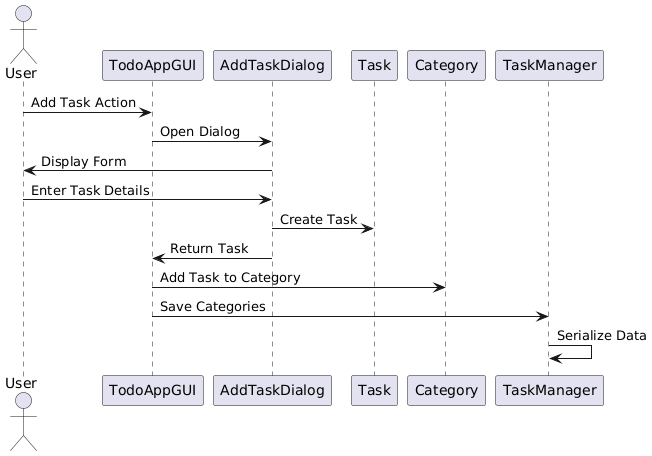 User
TodoAppGUI
AddTaskDialog
Task
Category
TaskManager
Add Task Action
Open Dialog
Display Form
Enter Task Details
Create Task
Return Task
Add Task to Category
Save Categories
Serialize Data
User
TodoAppGUI
AddTaskDialog
Task
Category
TaskManager